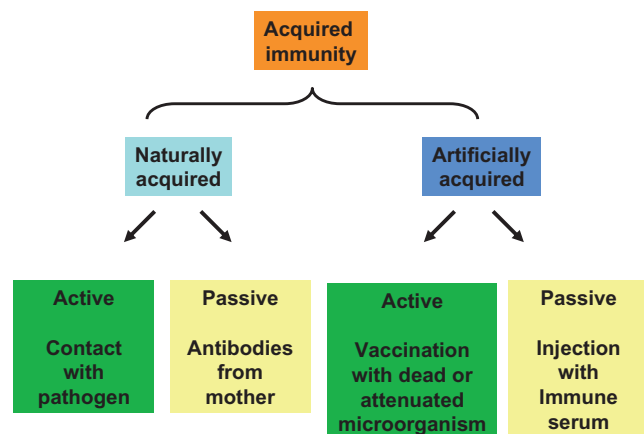 Acquired
immunity
Naturally
acquired
Artificially
acquired
Active
Contact
with
pathogen
Passive
Antibodies
from
mother
Active
Vaccination
with dead or
attenuated
microorganism
Passive
Injection
with
Immune
serum